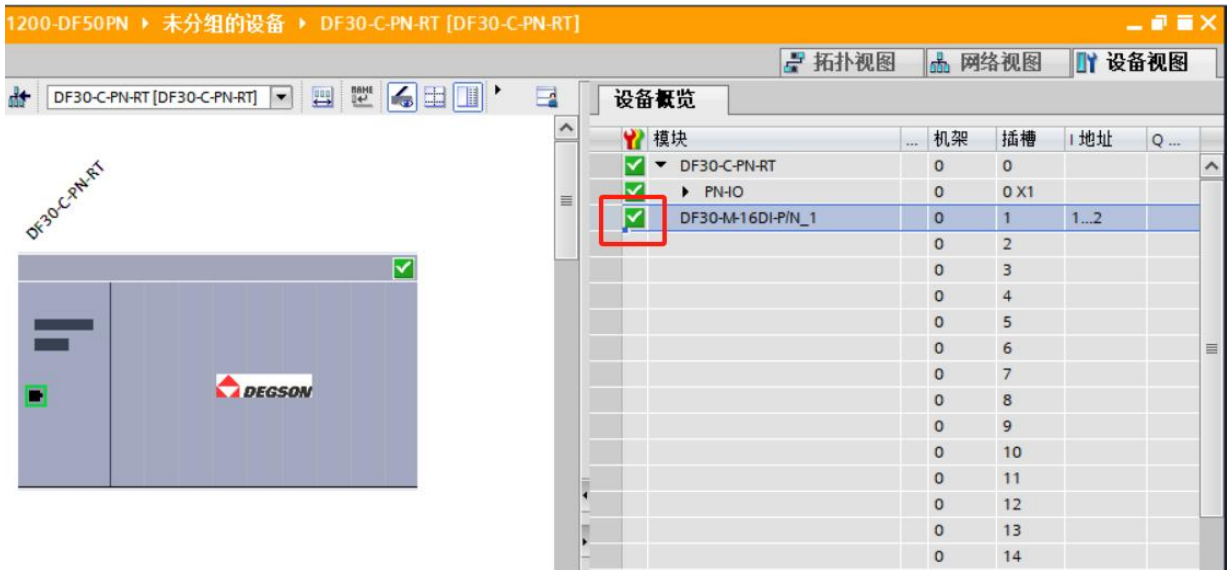 1200-DF50PN ▸ 未分组的设备 ▸ DF30-C-PN-RT [DF30-C-PN-RT]
拓扑视图 网络视图 设备视图
DF30-C-PN-RT [DF30-C-PN-RT]
设备概览
模块 ... 机架 插槽 I 地址 Q ...
DF30-C-PN-RT 0 0
PN-IO 0 0 X1
DF30-M-16DI-P/N_1 0 1 1...2
0 2
0 3
0 4
0 5
0 6
0 7
0 8
0 9
0 10
0 11
0 12
0 13
0 14
DF30-C-PN-RT
DEGSON